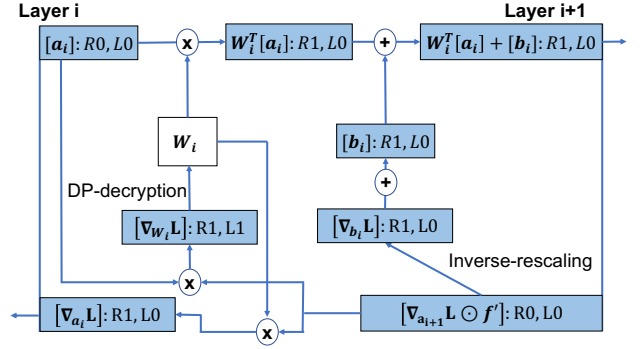 Layer i
Layer i+1
[a_i]: R0, L0
x
W_i^T[a_i]: R1, L0
+
W_i^T[a_i] + [b_i]: R1, L0
W_i
[b_i]: R1, L0
DP-decryption
+
[∇_{W_i}L]: R1, L1
[∇_{b_i}L]: R1, L0
Inverse-rescaling
x
[∇_{a_i}L]: R1, L0
x
[∇_{a_{i+1}}L ⊙ f′]: R0, L0